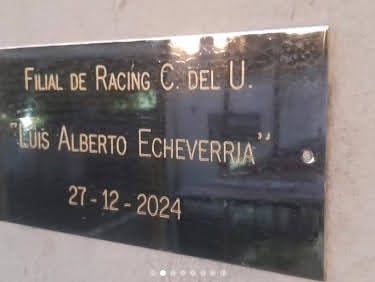 FILIAL DE RACING C. DEL U.
"LUIS ALBERTO ECHEVERRIA"
27-12-2024